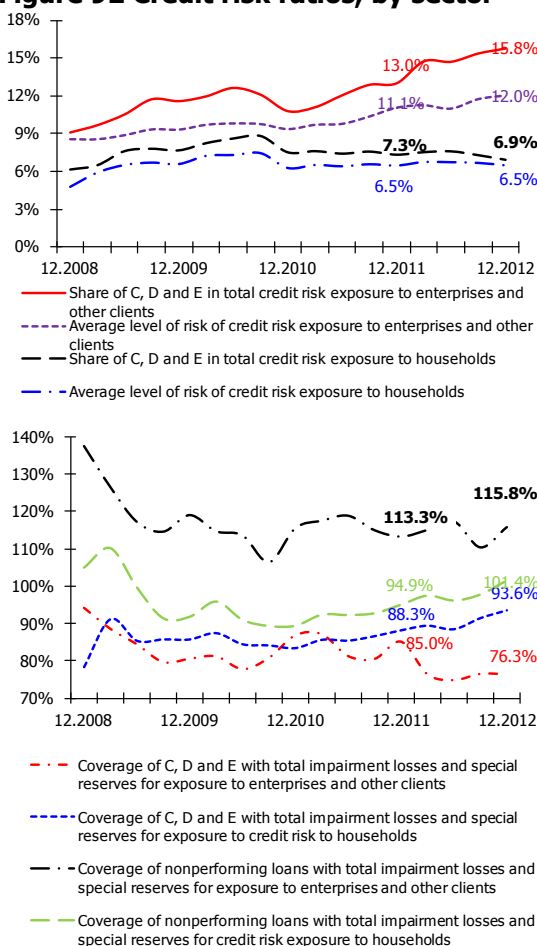 Figure 92 Credit risk ratios, by sector
18%
15%
12%
9%
6%
3%
0%
15.8%
13.0%
11.1%
12.0%
7.3%
6.9%
6.5%
6.5%
12.2008
12.2009
12.2010
12.2011
12.2012
Share of C, D and E in total credit risk exposure to enterprises and
other clients
Average level of risk of credit risk exposure to enterprises and other
clients
Share of C, D and E in total credit risk exposure to households
Average level of risk of credit risk exposure to households
140%
130%
120%
110%
100%
90%
80%
70%
115.8%
113.3%
94.9%
101.4%
88.3%
93.6%
85.0%
76.3%
12.2008
12.2009
12.2010
12.2011
12.2012
Coverage of C, D and E with total impairment losses and special
reserves for exposure to enterprises and other clients
Coverage of C, D and E with total impairment losses and special
reserves for exposure to credit risk to households
Coverage of nonperforming loans with total impairment losses and
special reserves for exposure to enterprises and other clients
Coverage of nonperforming loans with total impairment losses and
special reserves for credit risk exposure to households